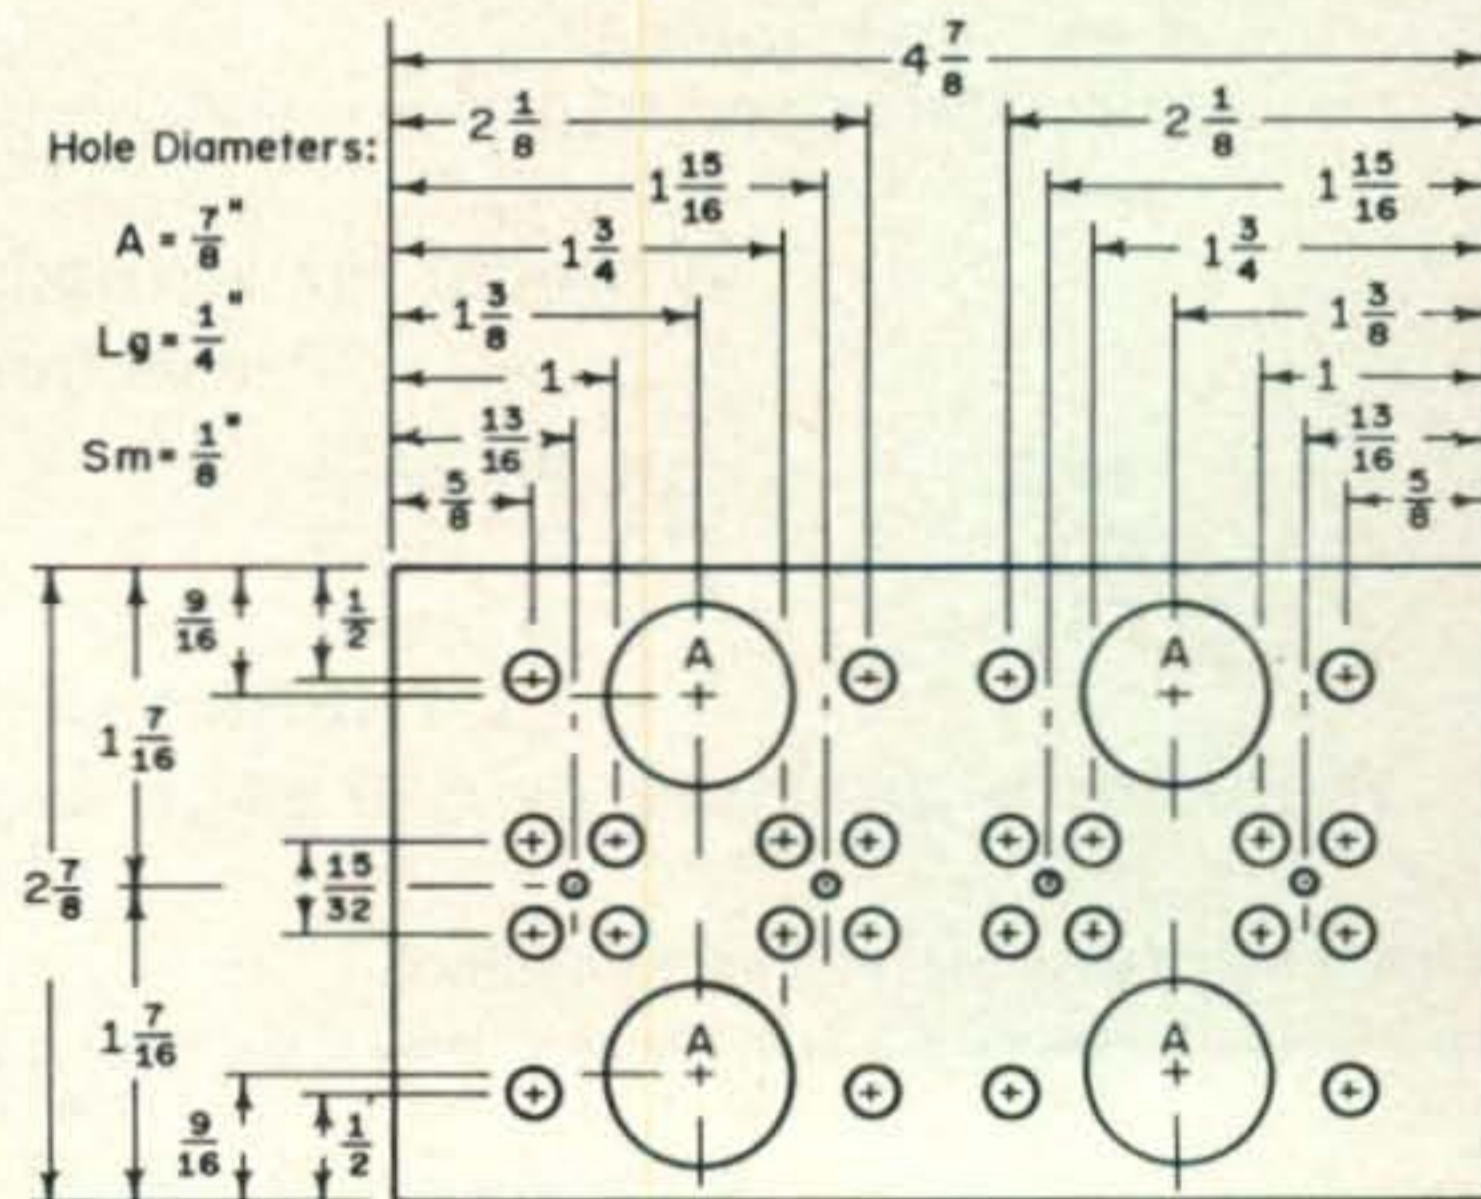 4 7/8
2 1/8 2 1/8
Hole Diameters:
1 15/16 1 15/16
A = 7/8"
1 3/4 1 3/4
Lg = 1/4"
1 3/8 1 3/8
1 1
Sm = 1/8"
13/16 13/16
5/8 5/8
9/16 1/2
A A
1 7/16
2 7/8 15/32
1 7/16
A A
9/16 1/2